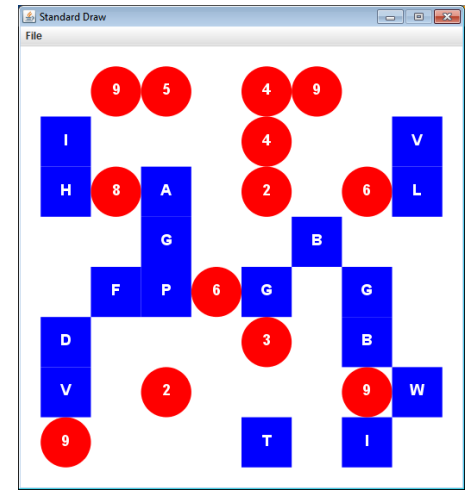 Standard Draw
File
9 5 4 9
I 4 V
H 8 A 2 6 L
G B
F P 6 G G
D 3 B
V 2 9 W
9 T I